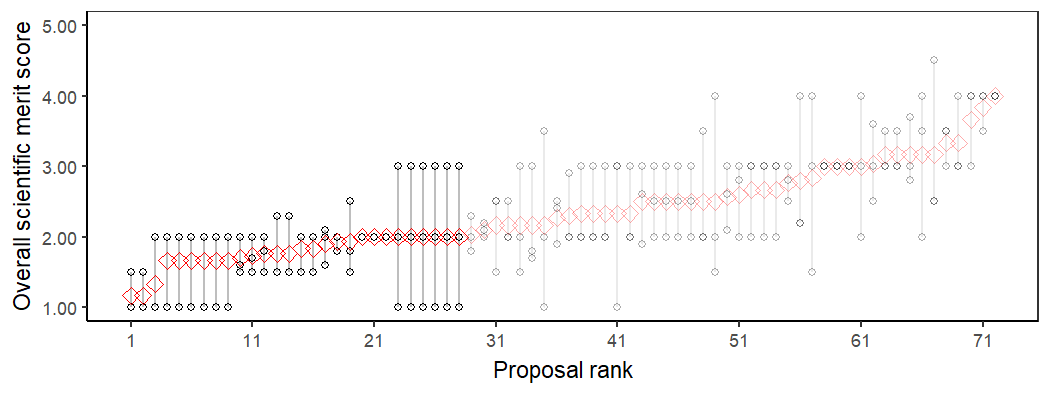 Overall scientific merit score
5.00
4.00
3.00
2.00
1.00
1 11 21 31 41 51 61 71
Proposal rank